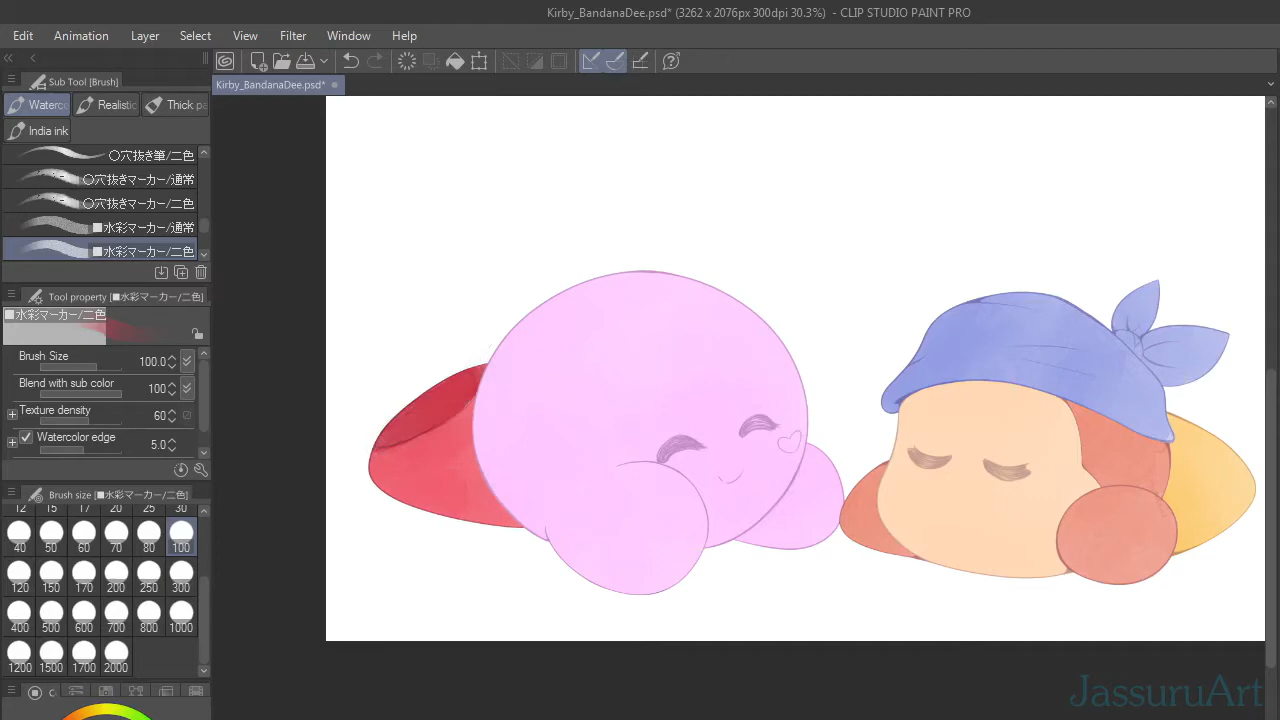 Kirby_BandanaDee.psd* (3262 x 2076px 300dpi 30.3%) - CLIP STUDIO PAINT PRO
Edit Animation Layer Select View Filter Window Help
Sub Tool [Brush]
Kirby_BandanaDee.psd*
Waterco Realistic Thick pa
India ink
○穴抜き筆/二色
○穴抜きマーカー/通常
○穴抜きマーカー/二色
■水彩マーカー/通常
■水彩マーカー/二色
Tool property [■水彩マーカー/二色]
■水彩マーカー/二色
Brush Size 100.0
Blend with sub color 100
Texture density 60
Watercolor edge 5.0
Brush size [■水彩マーカー/二色]
12 15 17 20 25 30
40 50 60 70 80 100
120 150 170 200 250 300
400 500 600 700 800 1000
1200 1500 1700 2000
JassuruArt